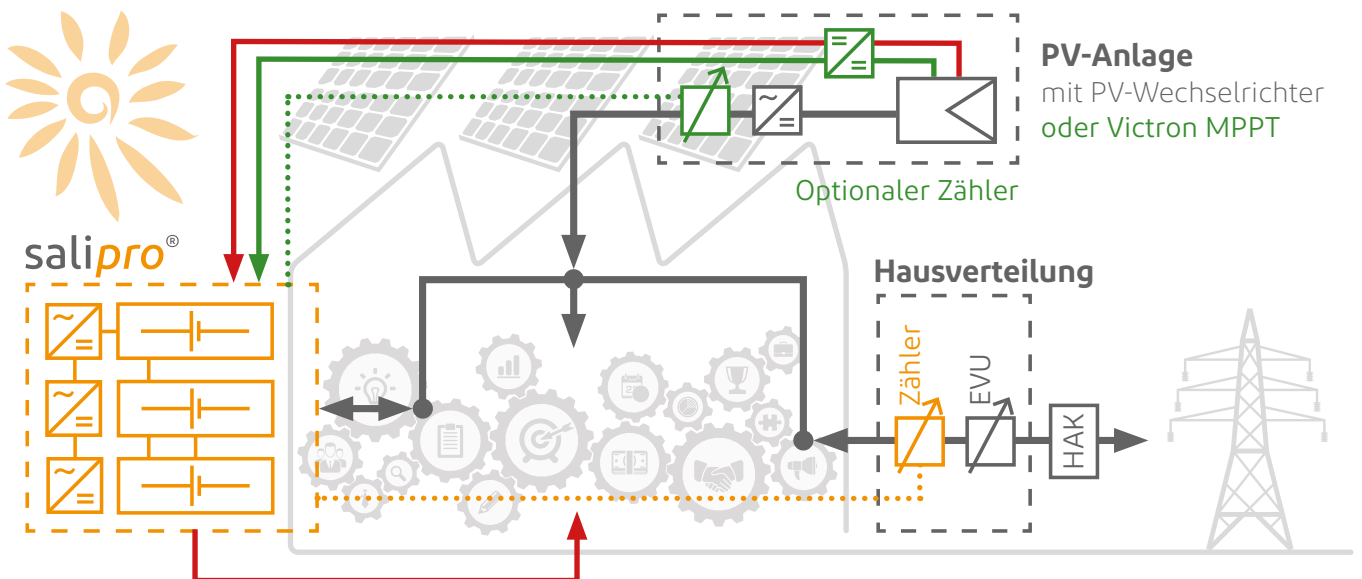 PV-Anlage
mit PV-Wechselrichter
oder Victron MPPT
Optionaler Zähler
salipro®
Hausverteilung
Zähler
EVU
HAK